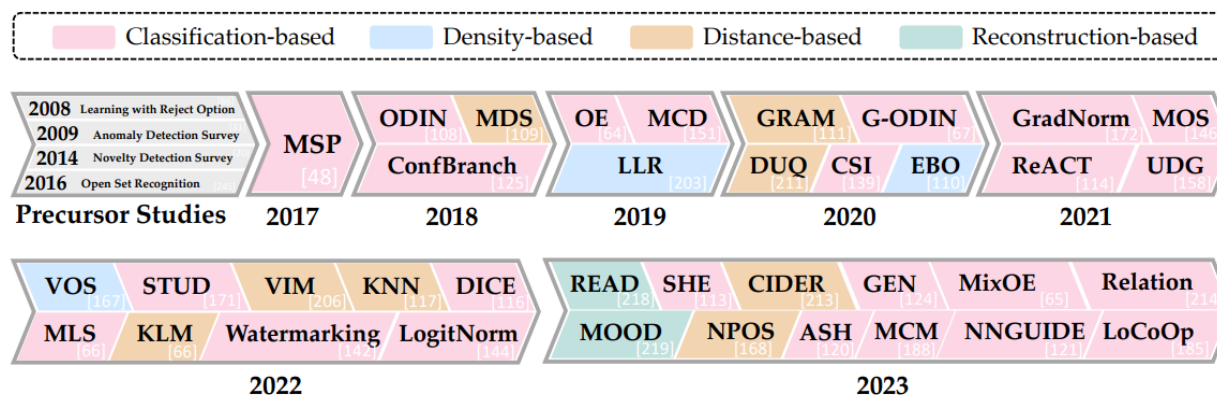 Classification-based Density-based Distance-based Reconstruction-based
2008 Learning with Reject Option
2009 Anomaly Detection Survey
2014 Novelty Detection Survey
2016 Open Set Recognition
Precursor Studies
MSP
[48]
2017
ODIN [108] MDS [109]
ConfBranch [125]
2018
OE [64] MCD [151]
LLR [203]
2019
GRAM [111] G-ODIN [67]
DUQ [211] CSI [139] EBO [110]
2020
GradNorm [172] MOS [146]
ReACT [114] UDG [158]
2021
VOS [167] STUD [171] VIM [206] KNN [117] DICE [116]
MLS [66] KLM [66] Watermarking [142] LogitNorm [144]
2022
READ [218] SHE [113] CIDER [213] GEN [124] MixOE [65] Relation [214]
MOOD [219] NPOS [168] ASH [120] MCM [188] NNGUIDE [121] LoCoOp [185]
2023